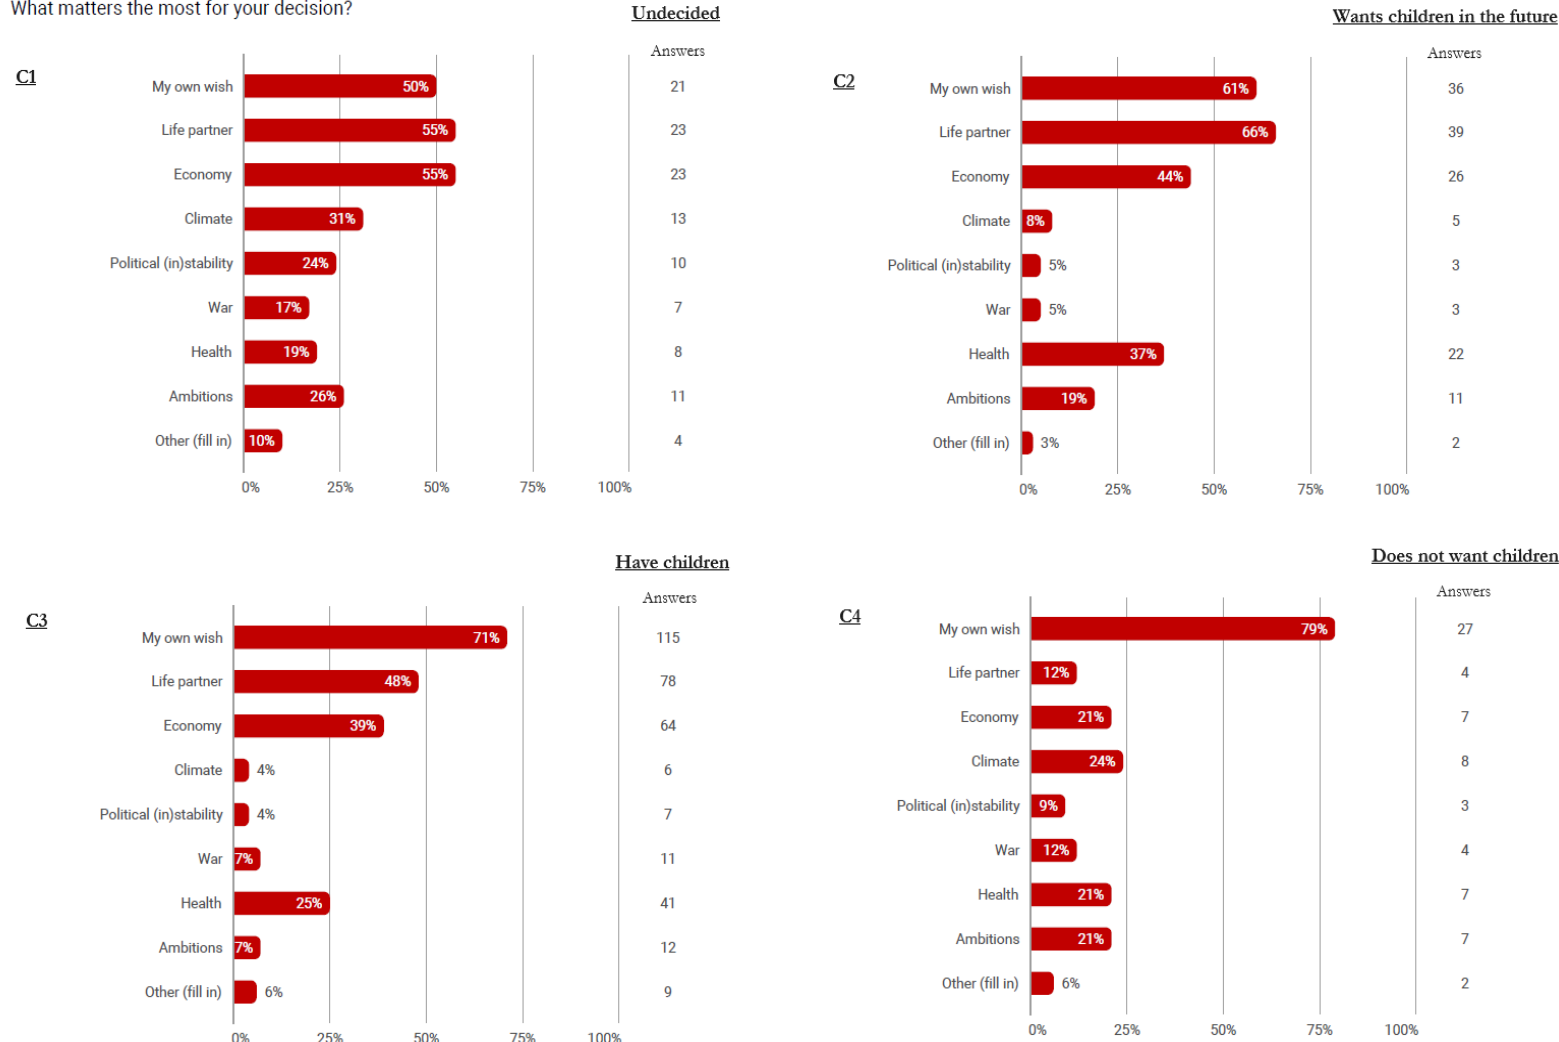 What matters the most for your decision?
Undecided
Answers
C1
My own wish 50% 21
Life partner 55% 23
Economy 55% 23
Climate 31% 13
Political (in)stability 24% 10
War 17% 7
Health 19% 8
Ambitions 26% 11
Other (fill in) 10% 4
0% 25% 50% 75% 100%
Wants children in the future
Answers
C2
My own wish 61% 36
Life partner 66% 39
Economy 44% 26
Climate 8% 5
Political (in)stability 5% 3
War 5% 3
Health 37% 22
Ambitions 19% 11
Other (fill in) 3% 2
0% 25% 50% 75% 100%
Have children
Answers
C3
My own wish 71% 115
Life partner 48% 78
Economy 39% 64
Climate 4% 6
Political (in)stability 4% 7
War 7% 11
Health 25% 41
Ambitions 7% 12
Other (fill in) 6% 9
0% 25% 50% 75% 100%
Does not want children
Answers
C4
My own wish 79% 27
Life partner 12% 4
Economy 21% 7
Climate 24% 8
Political (in)stability 9% 3
War 12% 4
Health 21% 7
Ambitions 21% 7
Other (fill in) 6% 2
0% 25% 50% 75% 100%